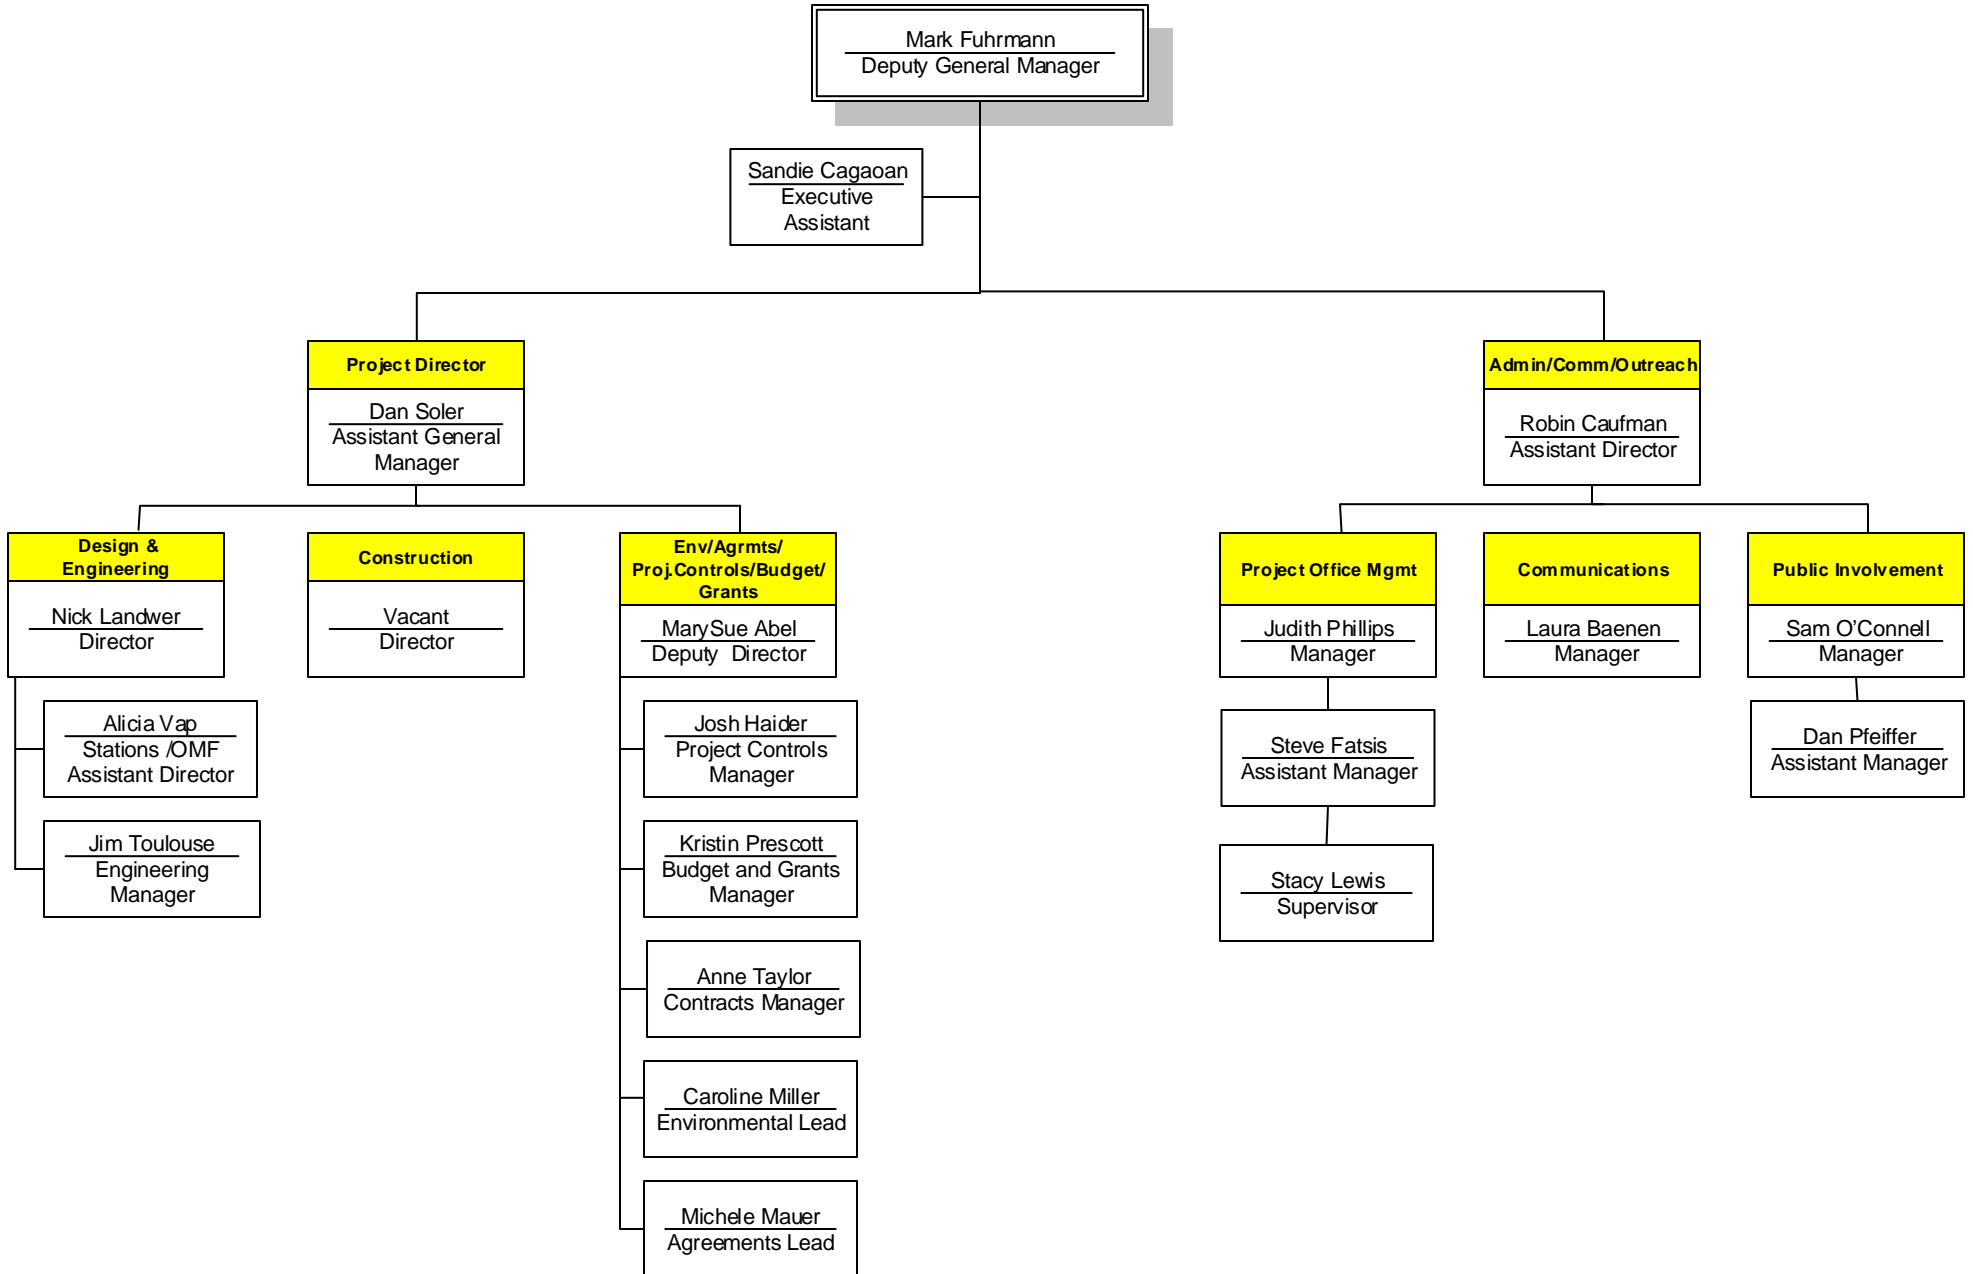 Mark Fuhrmann
Deputy General Manager
Sandie Cagaoan
Executive
Assistant
Project Director
Dan Soler
Assistant General
Manager
Admin/Comm/Outreach
Robin Caufman
Assistant Director
Design &
Engineering
Nick Landwer
Director
Alicia Vap
Stations /OMF
Assistant Director
Jim Toulouse
Engineering
Manager
Construction
Vacant
Director
Env/Agrmts/
Proj.Controls/Budget/
Grants
MarySue Abel
Deputy Director
Josh Haider
Project Controls
Manager
Kristin Prescott
Budget and Grants
Manager
Anne Taylor
Contracts Manager
Caroline Miller
Environmental Lead
Michele Mauer
Agreements Lead
Project Office Mgmt
Judith Phillips
Manager
Steve Fatsis
Assistant Manager
Stacy Lewis
Supervisor
Communications
Laura Baenen
Manager
Public Involvement
Sam O’Connell
Manager
Dan Pfeiffer
Assistant Manager